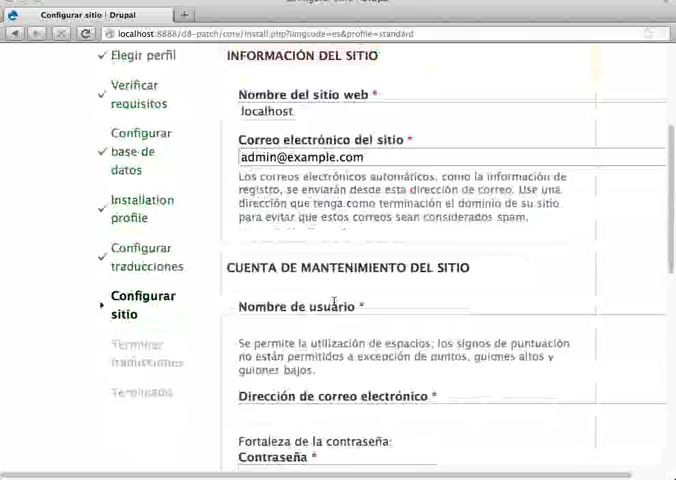 Configurar sitio | Drupal
localhost:8888/d8-patch/core/install.php?langcode=es&profile=standard
Elegir perfil
Verificar
requisitos
Configurar
base de
datos
Installation
profile
Configurar
traducciones
Configurar
sitio
Terminar
traducciones
Terminado
INFORMACIÓN DEL SITIO
Nombre del sitio web *
localhost
Correo electrónico del sitio *
admin@example.com
Los correos electrónicos automáticos, como la información de
registro, se enviarán desde esta dirección de correo. Use una
dirección que tenga como terminación el dominio de su sitio
para evitar que estos correos sean considerados spam.
CUENTA DE MANTENIMIENTO DEL SITIO
Nombre de usuario *
Se permite la utilización de espacios; los signos de puntuación
no están permitidos a excepción de puntos, guiones altos y
guiones bajos.
Dirección de correo electrónico *
Fortaleza de la contraseña:
Contraseña *